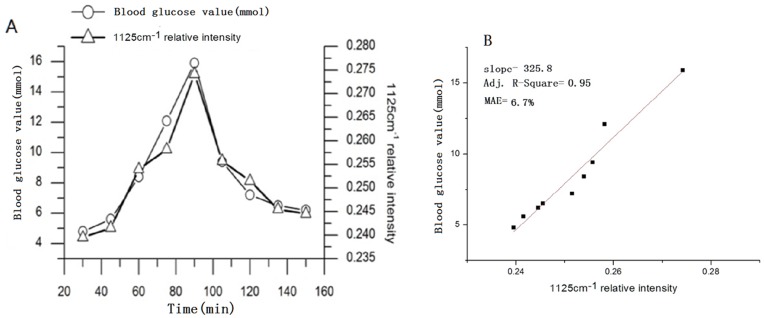 Blood glucose value(mmol)
1125cm⁻¹ relative intensity
A
Blood glucose value(mmol)
16
14
12
10
8
6
4
0.280
0.275
0.270
0.265
0.260
0.255
0.250
0.245
0.240
0.235
1125cm⁻¹ relative intensity
20
40
60
80
100
120
140
160
Time(min)
B
slope- 325.8
Adj. R-Square= 0.95
MAE= 6.7%
Blood glucose value(mmol)
15
10
5
0.24
0.26
0.28
1125cm⁻¹ relative intensity